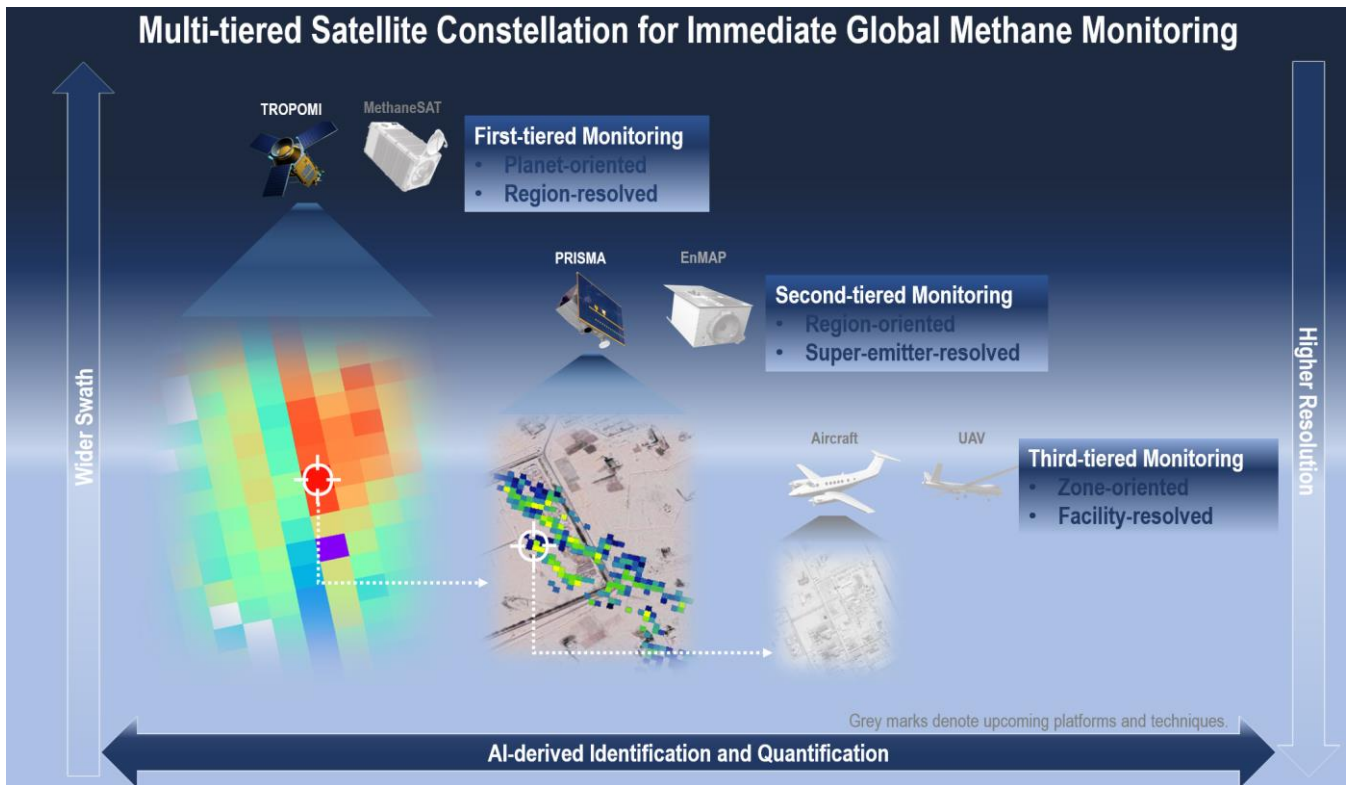 Multi-tiered Satellite Constellation for Immediate Global Methane Monitoring
TROPOMI
MethaneSAT
First-tiered Monitoring
• Planet-oriented
• Region-resolved
PRISMA
EnMAP
Second-tiered Monitoring
• Region-oriented
• Super-emitter-resolved
Aircraft
UAV
Third-tiered Monitoring
• Zone-oriented
• Facility-resolved
Wider Swath
Higher Resolution
Grey marks denote upcoming platforms and techniques.
AI-derived Identification and Quantification